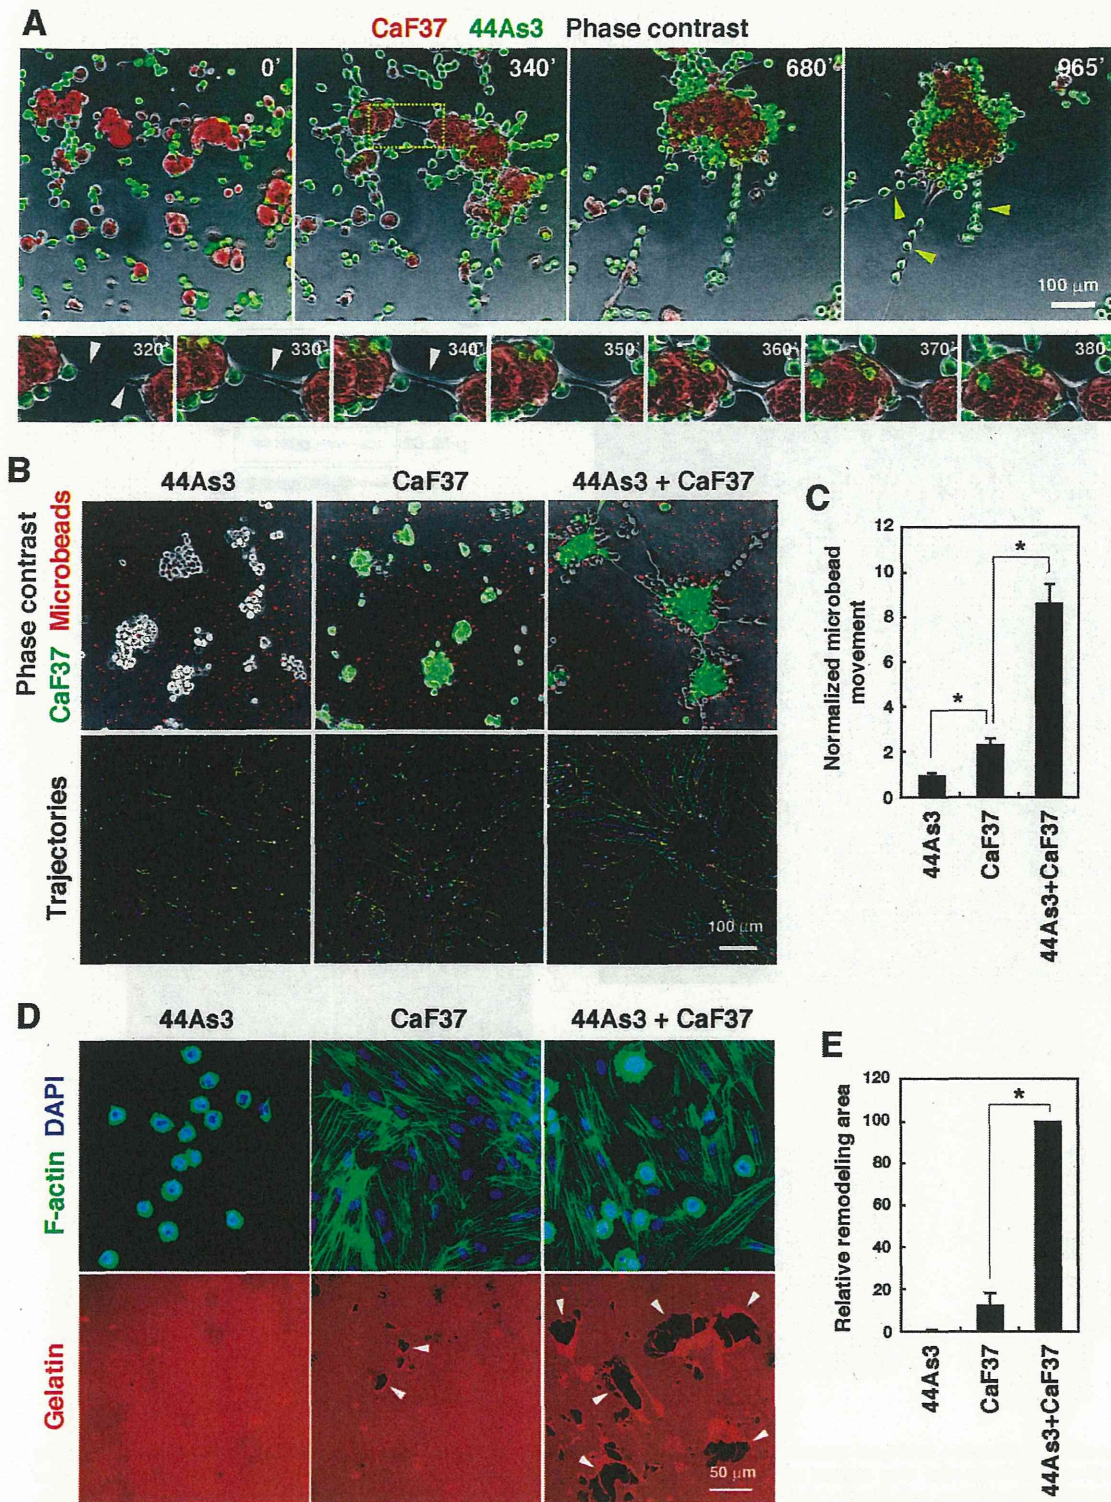 A
CaF37 44As3 Phase contrast
0'
340'
680'
965'
100 µm
320'
330'
340'
350'
360'
370'
380'
B
44As3
CaF37
44As3 + CaF37
Phase contrast
CaF37 Microbeads
Trajectories
100 µm
C
Normalized microbead
movement
12
10
8
6
4
2
0
*
*
44As3
CaF37
44As3+CaF37
D
44As3
CaF37
44As3 + CaF37
F-actin DAPI
Gelatin
50 µm
E
Relative remodeling area
120
100
80
60
40
20
0
*
44As3
CaF37
44As3+CaF37